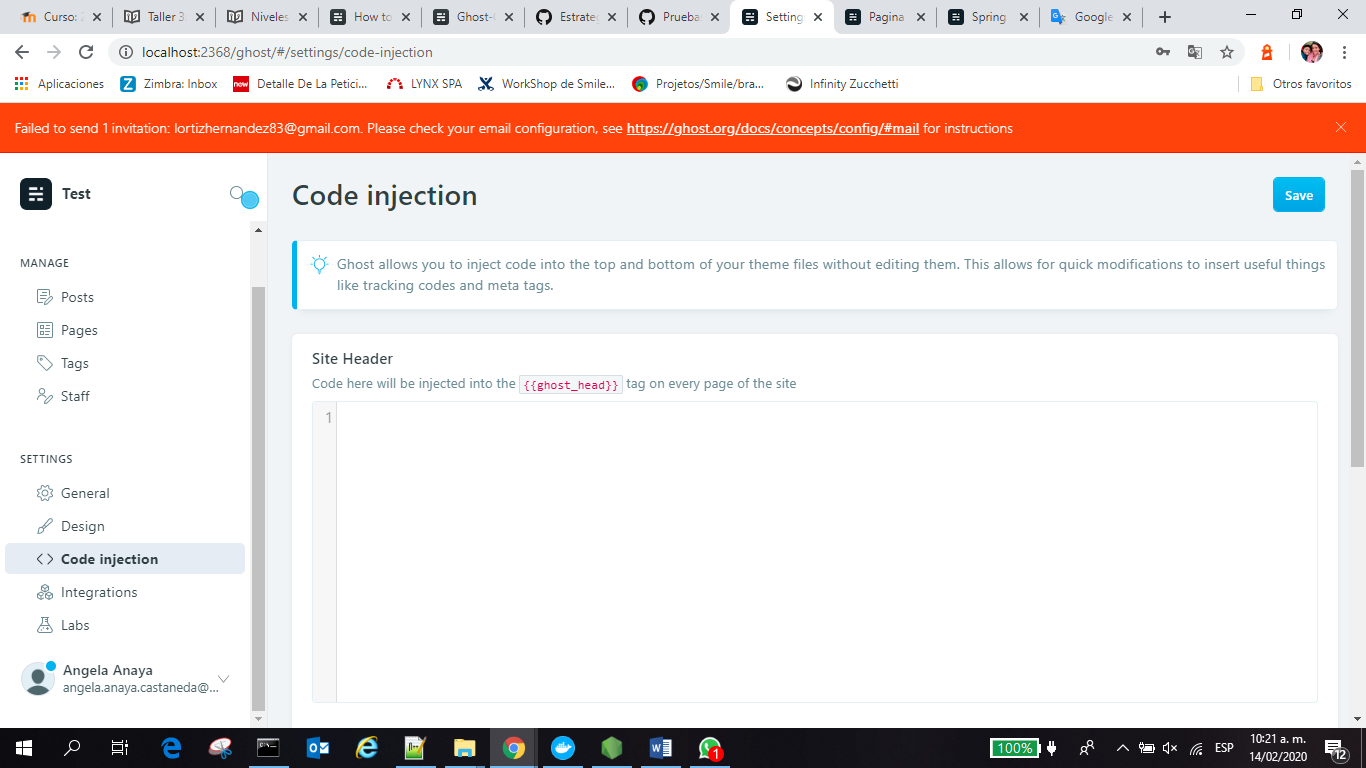 Curso: 2
Taller 3
Niveles
How to
Ghost-
Estrate
Prueba
Setting
Pagina
Spring
Google
localhost:2368/ghost/#/settings/code-injection
Aplicaciones
Zimbra: Inbox
now
Detalle De La Petici...
LYNX SPA
WorkShop de Smile...
Projetos/Smile/bra...
Infinity Zucchetti
Otros favoritos
Failed to send 1 invitation: lortizhernandez83@gmail.com. Please check your email configuration, see https://ghost.org/docs/concepts/config/#mail for instructions
Test
MANAGE
Posts
Pages
Tags
Staff
SETTINGS
General
Design
Code injection
Integrations
Labs
Angela Anaya
angela.anaya.castaneda@...
Code injection
Save
Ghost allows you to inject code into the top and bottom of your theme files without editing them. This allows for quick modifications to insert useful things
like tracking codes and meta tags.
Site Header
Code here will be injected into the {{ghost_head}} tag on every page of the site
1
100%
ESP
10:21 a. m.
14/02/2020
1
12